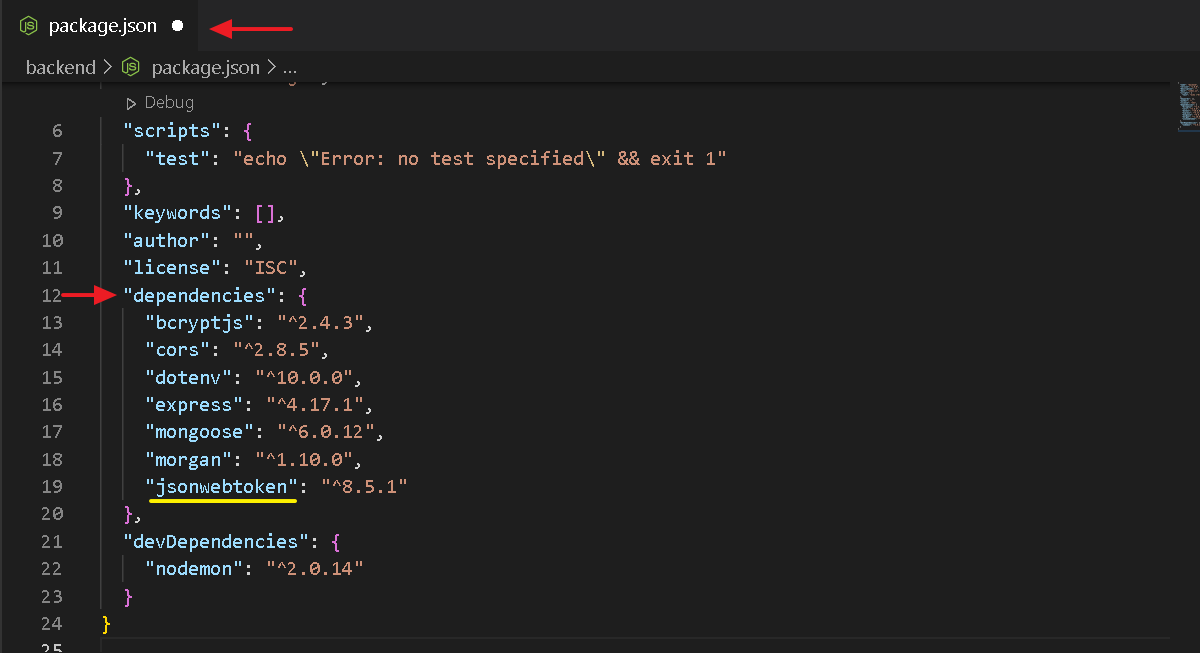 JS package.json
backend > JS package.json > ...
Debug
6 "scripts": {
7 "test": "echo \"Error: no test specified\" && exit 1"
8 },
9 "keywords": [],
10 "author": "",
11 "license": "ISC",
12 "dependencies": {
13 "bcryptjs": "^2.4.3",
14 "cors": "^2.8.5",
15 "dotenv": "^10.0.0",
16 "express": "^4.17.1",
17 "mongoose": "^6.0.12",
18 "morgan": "^1.10.0",
19 "jsonwebtoken": "^8.5.1"
20 },
21 "devDependencies": {
22 "nodemon": "^2.0.14"
23 }
24 }
25